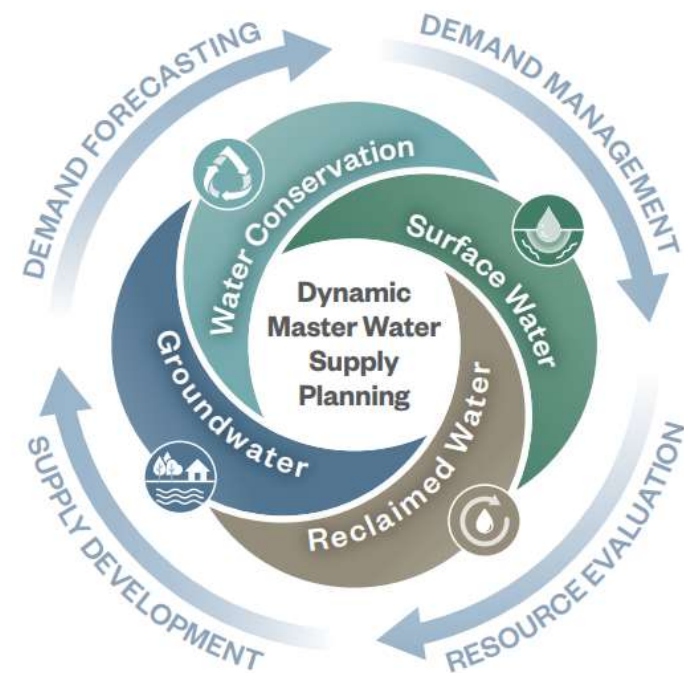 DEMAND FORECASTING
DEMAND MANAGEMENT
Water Conservation
Surface Water
Dynamic
Master Water
Supply
Planning
Groundwater
Reclaimed Water
SUPPLY DEVELOPMENT
RESOURCE EVALUATION